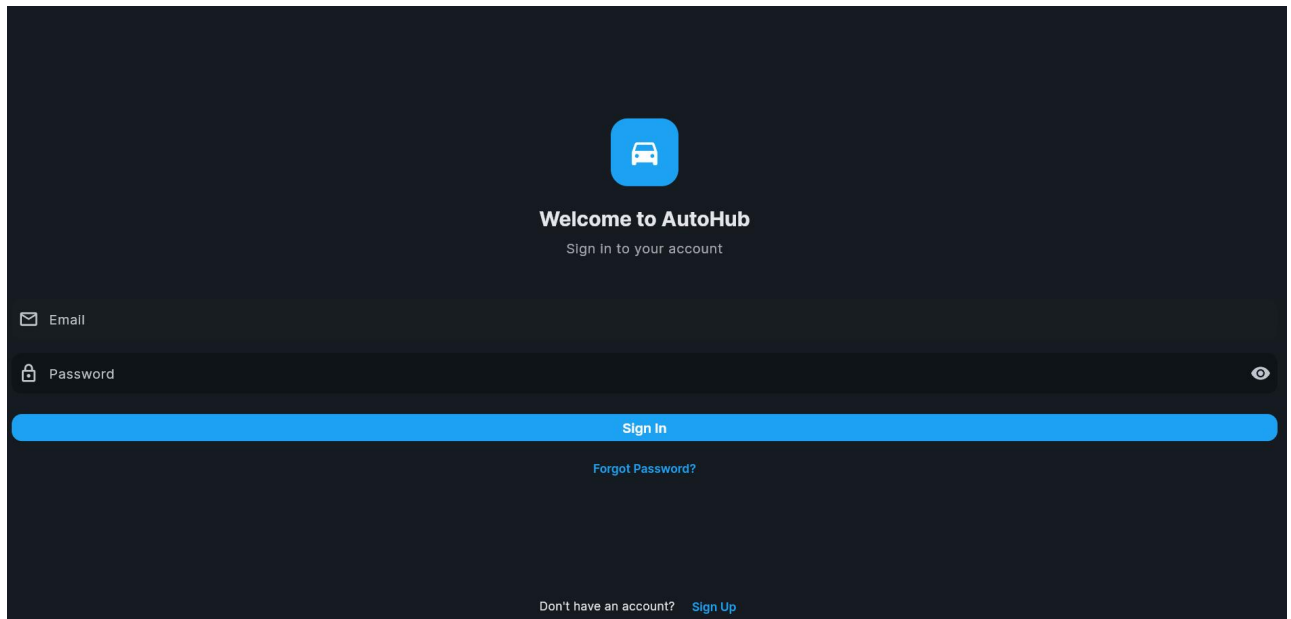 Welcome to AutoHub
Sign in to your account
Email
Password
Sign In
Forgot Password?
Don't have an account? Sign Up